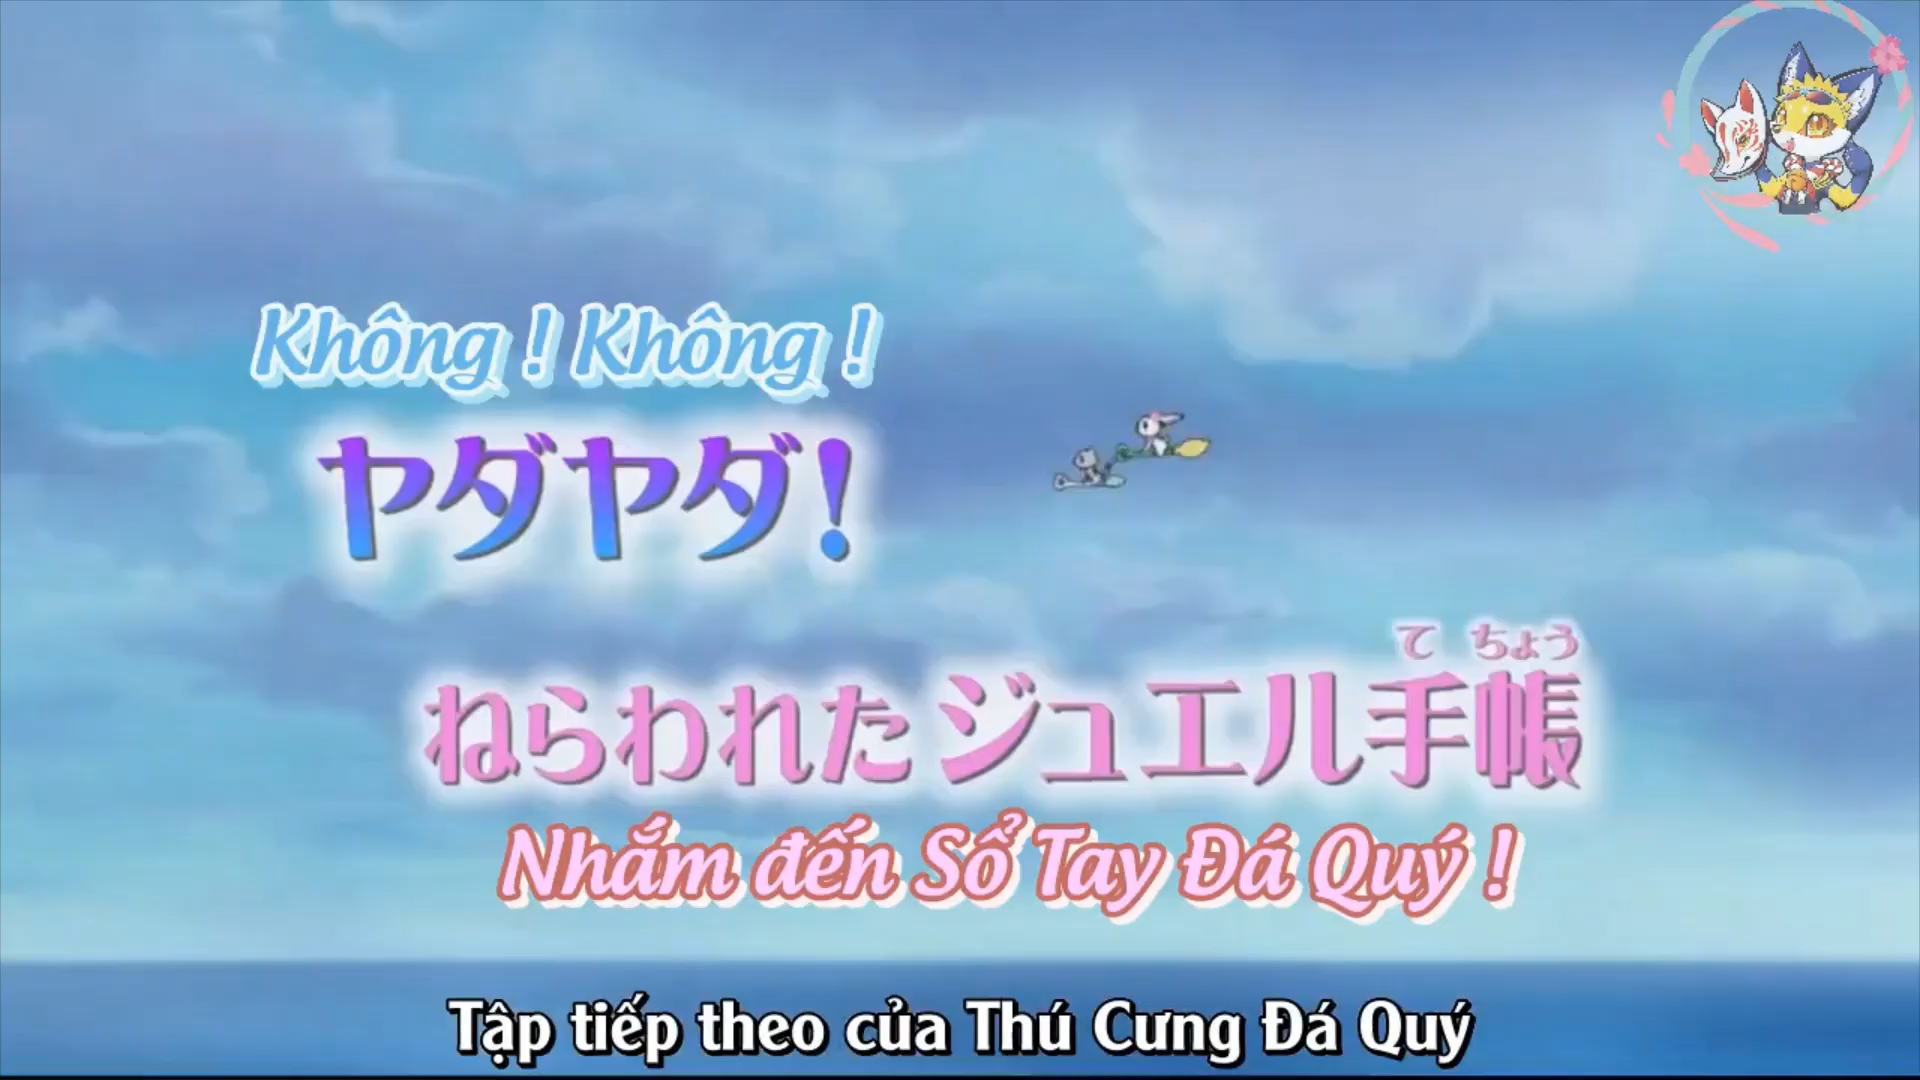 Không ! Không !
ヤダヤダ!
て ちょう
ねらわれたジュエル手帳
Nhắm đến Sổ Tay Đá Quý !
Tập tiếp theo của Thú Cưng Đá Quý